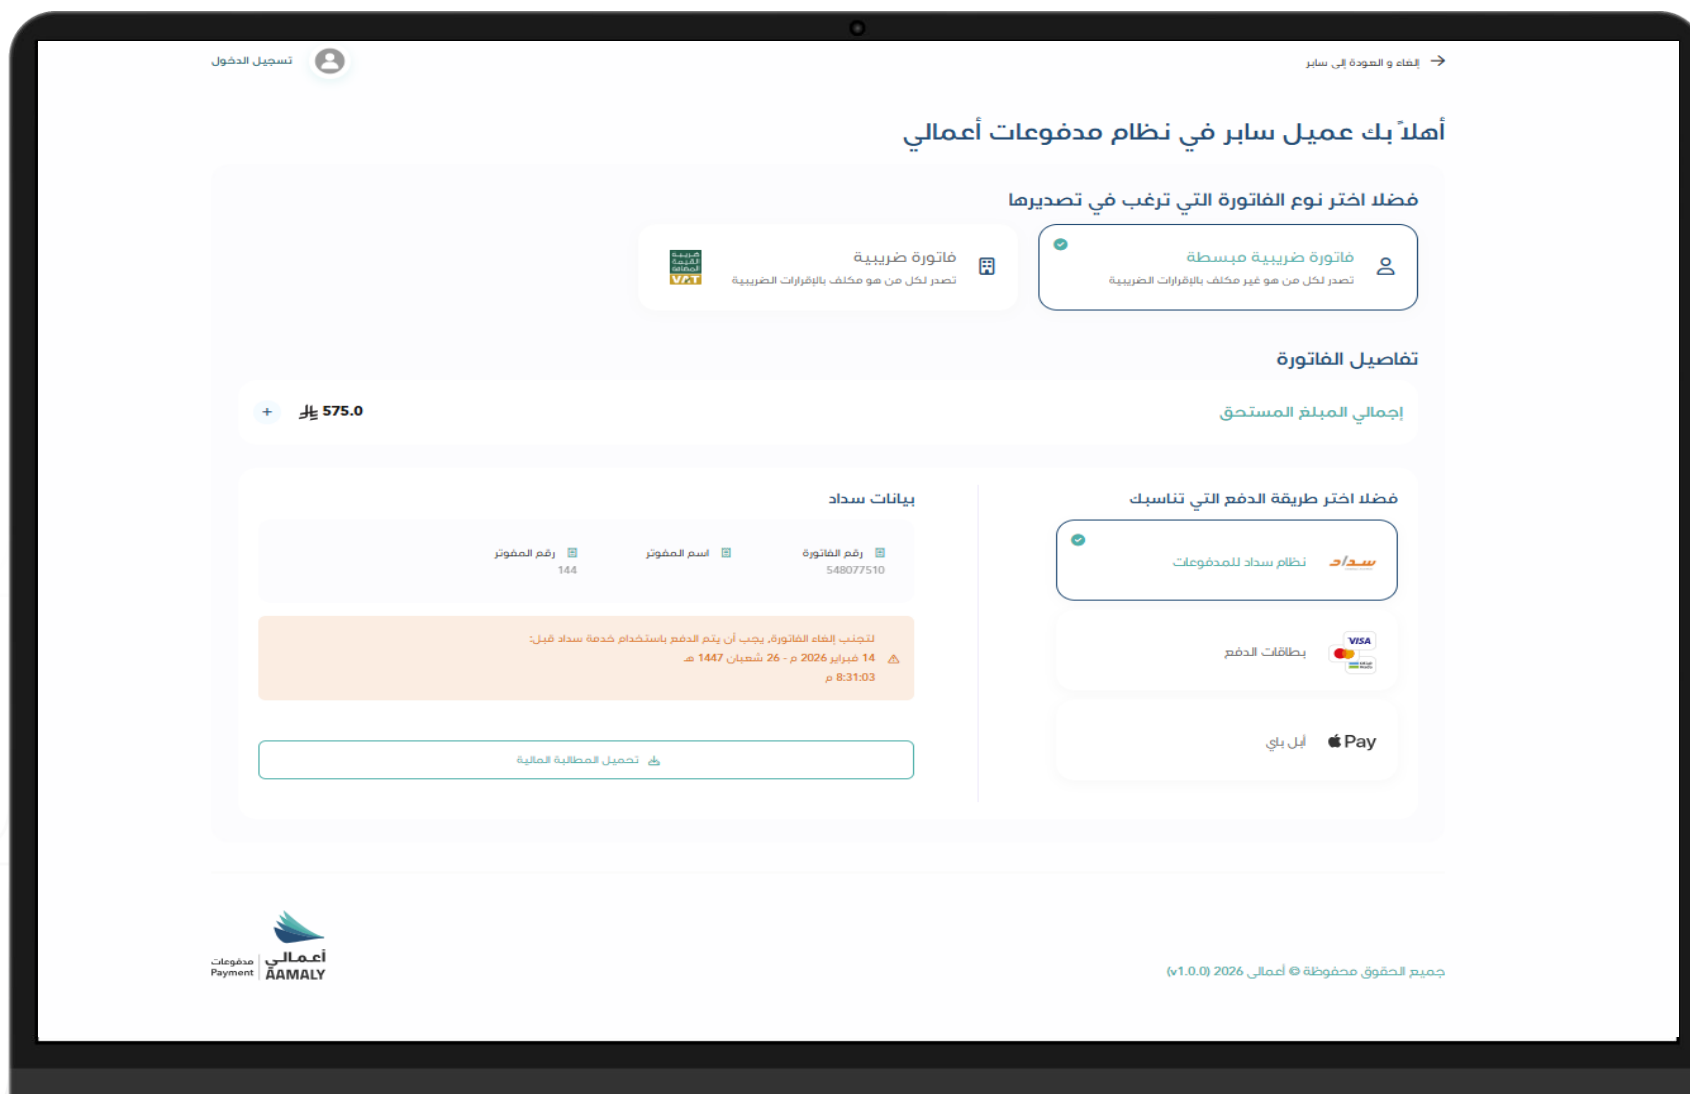 إلغاء و العودة إلى سابر
تسجيل الدخول
أهلاً بك عميل سابر في نظام مدفوعات أعمالي
فضلا اختر نوع الفاتورة التي ترغب في تصديرها
فاتورة ضريبية مبسطة
تصدر لكل من هو غير مكلف بالإقرارات الضريبية
فاتورة ضريبية
تصدر لكل من هو مكلف بالإقرارات الضريبية
ضريبة
القيمة
المضافة
VAT
تفاصيل الفاتورة
إجمالي المبلغ المستحق
575.0
+
فضلا اختر طريقة الدفع التي تناسبك
سداد
نظام سداد للمدفوعات
VISA
بطاقات الدفع
Pay
أبل باي
بيانات سداد
رقم الفاتورة
548077510
اسم المفوتر
رقم المفوتر
144
لتجنب إلغاء الفاتورة, يجب أن يتم الدفع باستخدام خدمة سداد قبل:
14 فبراير 2026 م - 26 شعبان 1447 هـ
8:31:03 م
تحميل المطالبة المالية
جميع الحقوق محفوظة © أعمالى 2026 (v1.0.0)
أعمالي
مدفوعات
AAMALY
Payment